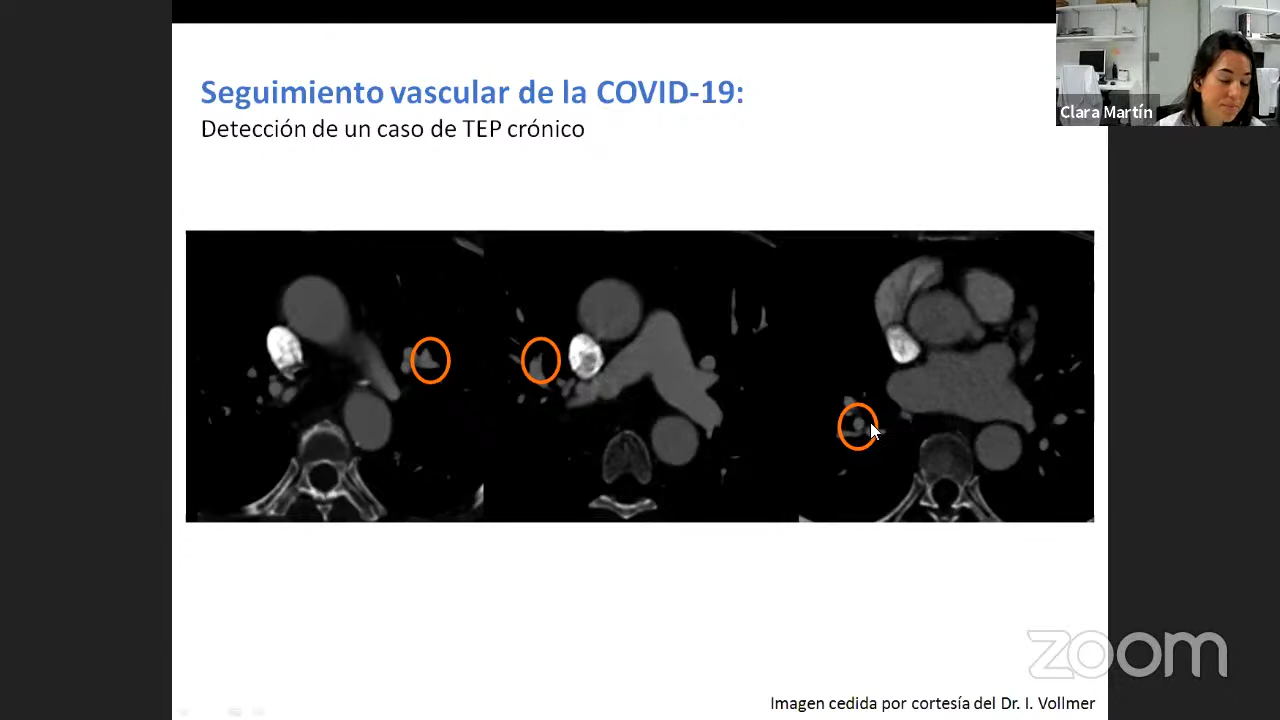 Seguimiento vascular de la COVID-19:
Detección de un caso de TEP crónico
Clara Martín
zoom
Imagen cedida por cortesía del Dr. I. Vollmer